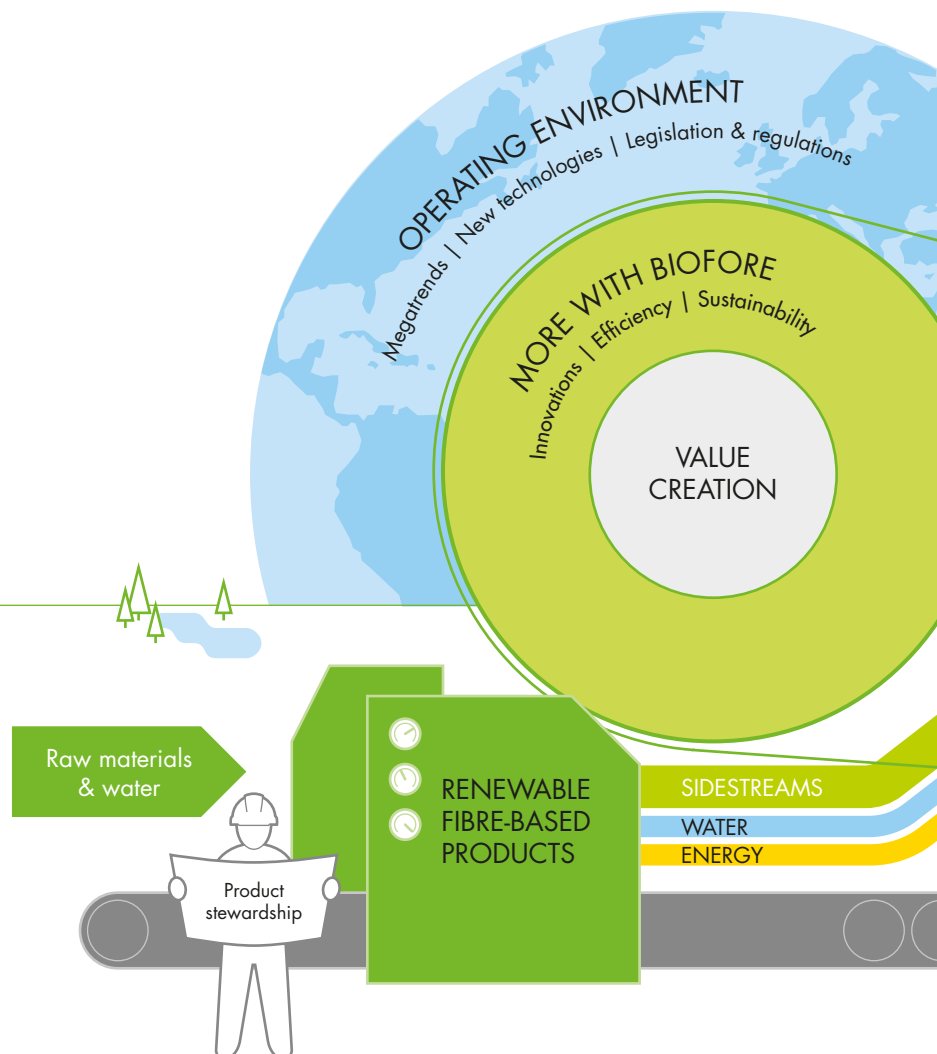 OPERATING ENVIRONMENT
Megatrends | New technologies | Legislation & regulations
MORE WITH BIOFORE
Innovations | Efficiency | Sustainability
VALUE
CREATION
Raw materials
& water
Product
stewardship
RENEWABLE
FIBRE-BASED
PRODUCTS
SIDESTREAMS
WATER
ENERGY